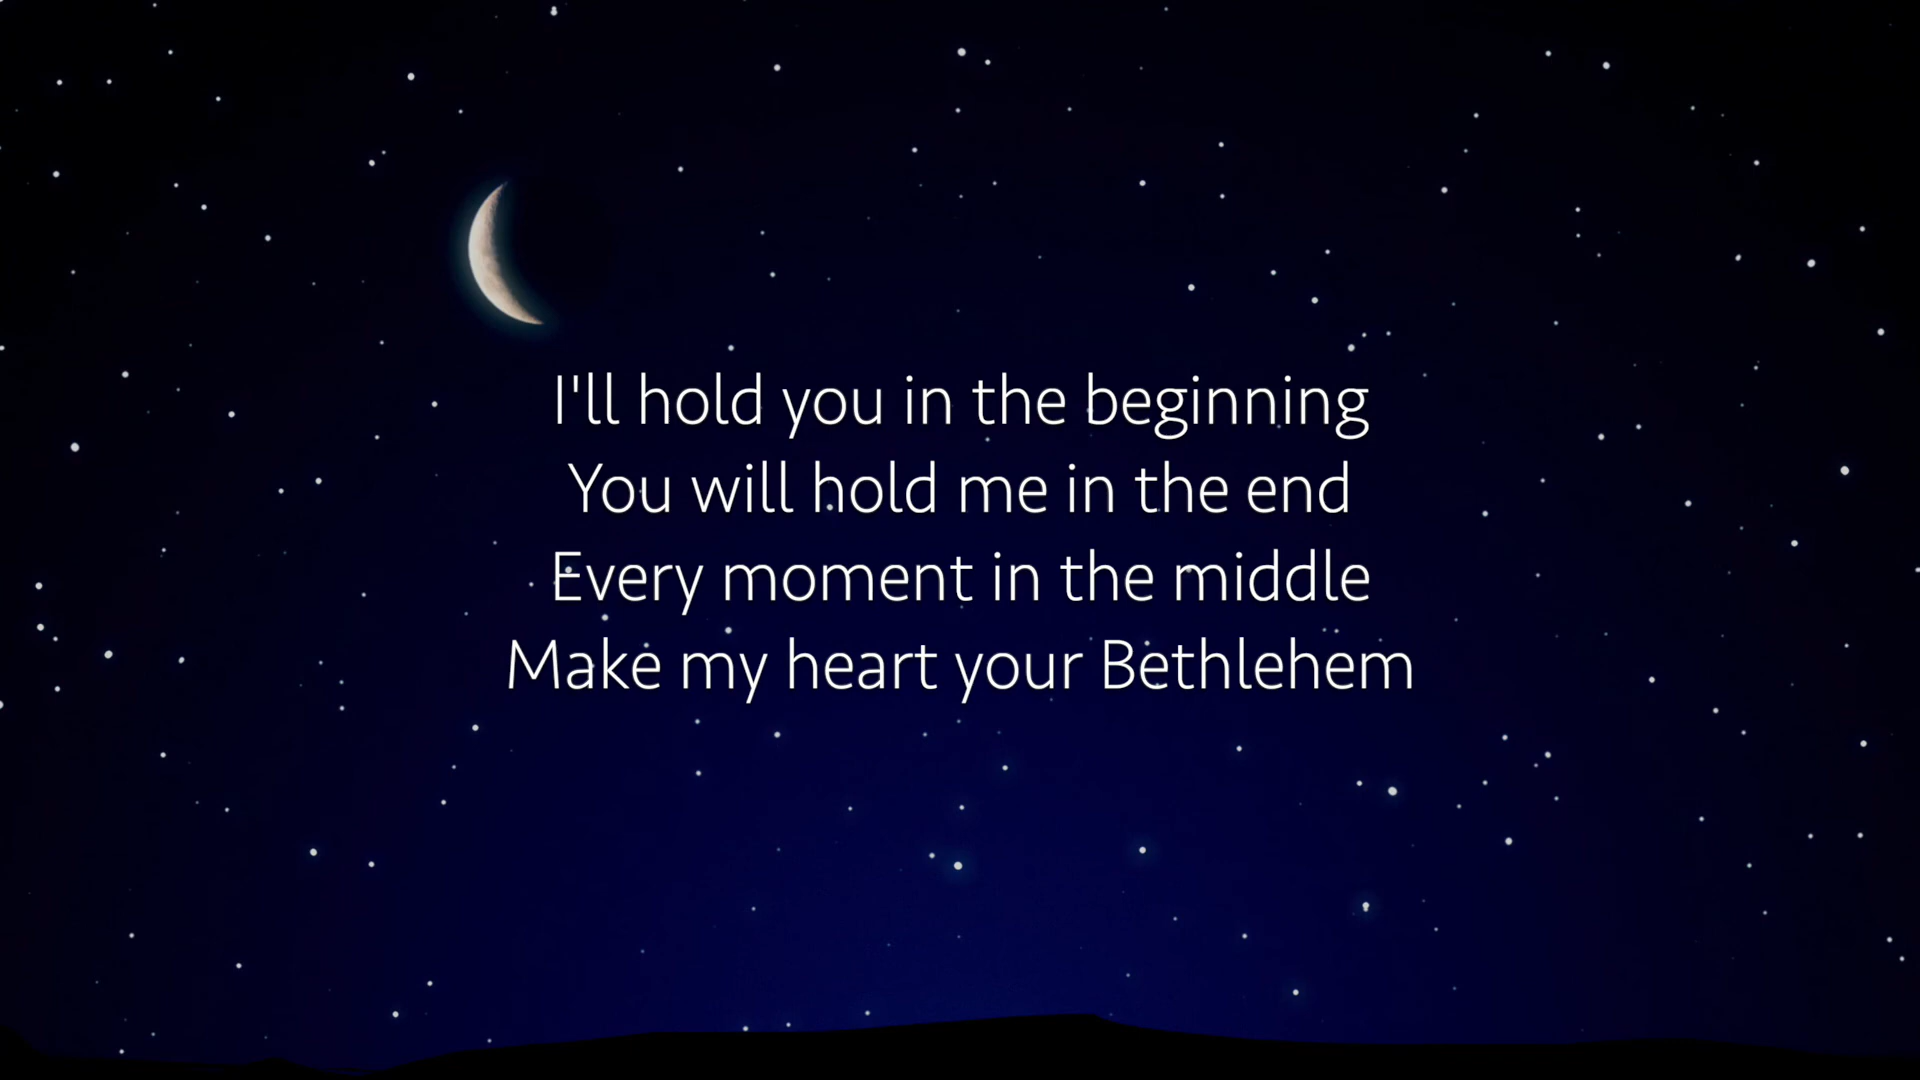 I'll hold you in the beginning
You will hold me in the end
Every moment in the middle
Make my heart your Bethlehem